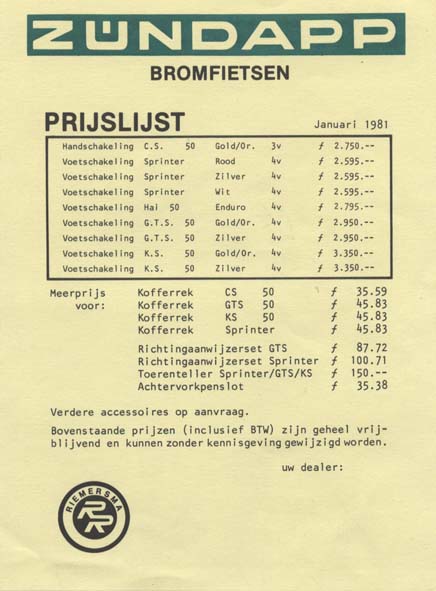 ZÜNDAPP
BROMFIETSEN
PRIJSLIJST Januari 1981
Handschakeling C.S. 50 Gold/Or. 3v ƒ 2.750.--
Voetschakeling Sprinter Rood 4v ƒ 2.595.--
Voetschakeling Sprinter Zilver 4v ƒ 2.595.--
Voetschakeling Sprinter Wit 4v ƒ 2.595.--
Voetschakeling Hai 50 Enduro 4v ƒ 2.795.--
Voetschakeling G.T.S. 50 Gold/Or. 4v ƒ 2.950.--
Voetschakeling G.T.S. 50 Zilver 4v ƒ 2.950.--
Voetschakeling K.S. 50 Gold/Or. 4v ƒ 3.350.--
Voetschakeling K.S. 50 Zilver 4v ƒ 3.350.--
Meerprijs Kofferrek CS 50 ƒ 35.59
voor: Kofferrek GTS 50 ƒ 45.83
Kofferrek KS 50 ƒ 45.83
Kofferrek Sprinter ƒ 45.83
Richtingaanwijzerset GTS ƒ 87.72
Richtingaanwijzerset Sprinter ƒ 100.71
Toerenteller Sprinter/GTS/KS ƒ 150.--
Achtervorkpenslot ƒ 35.38
Verdere accessoires op aanvraag.
Bovenstaande prijzen (inclusief BTW) zijn geheel vrij-
blijvend en kunnen zonder kennisgeving gewijzigd worden.
uw dealer:
RIEMERSMA
RR